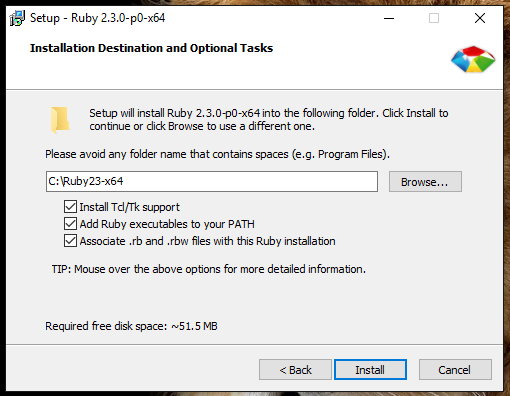 Setup - Ruby 2.3.0-p0-x64
Installation Destination and Optional Tasks
Setup will install Ruby 2.3.0-p0-x64 into the following folder. Click Install to
continue or click Browse to use a different one.
Please avoid any folder name that contains spaces (e.g. Program Files).
C:\Ruby23-x64
Browse...
Install Tcl/Tk support
Add Ruby executables to your PATH
Associate .rb and .rbw files with this Ruby installation
TIP: Mouse over the above options for more detailed information.
Required free disk space: ~51.5 MB
< Back Install Cancel